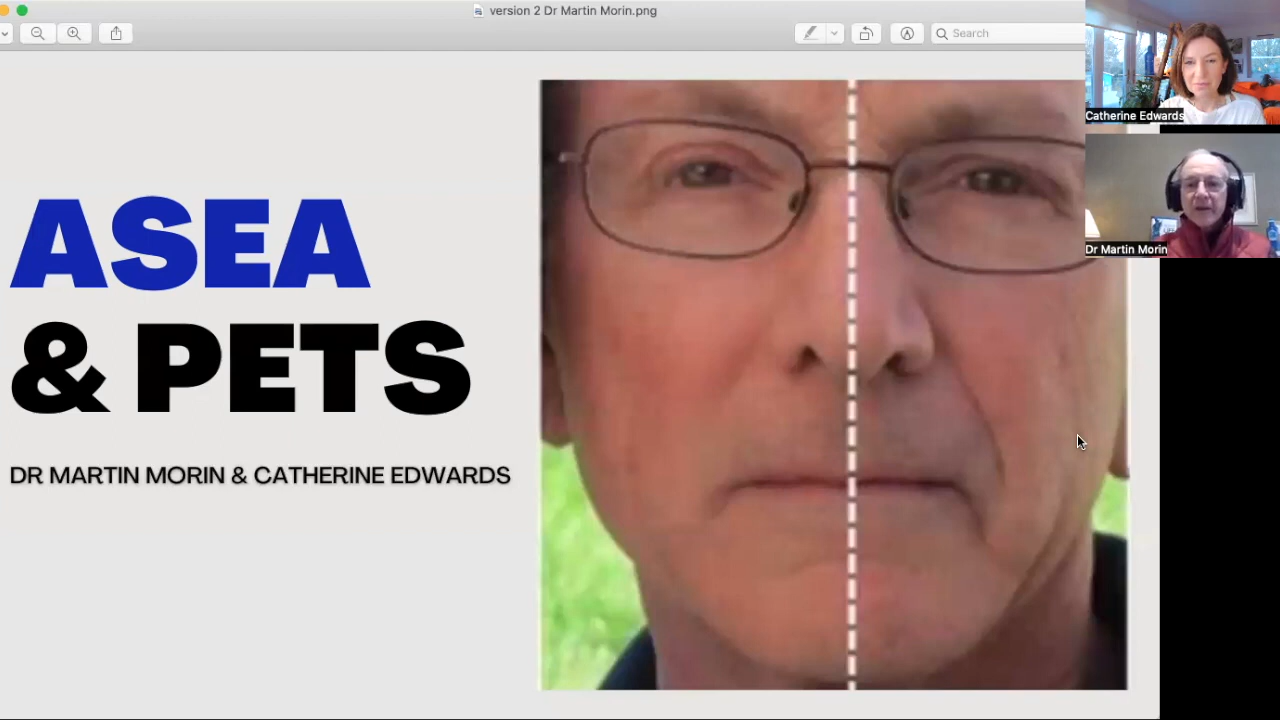 version 2 Dr Martin Morin.png
Search
Catherine Edwards
Dr Martin Morin
ASEA
& PETS
DR MARTIN MORIN & CATHERINE EDWARDS